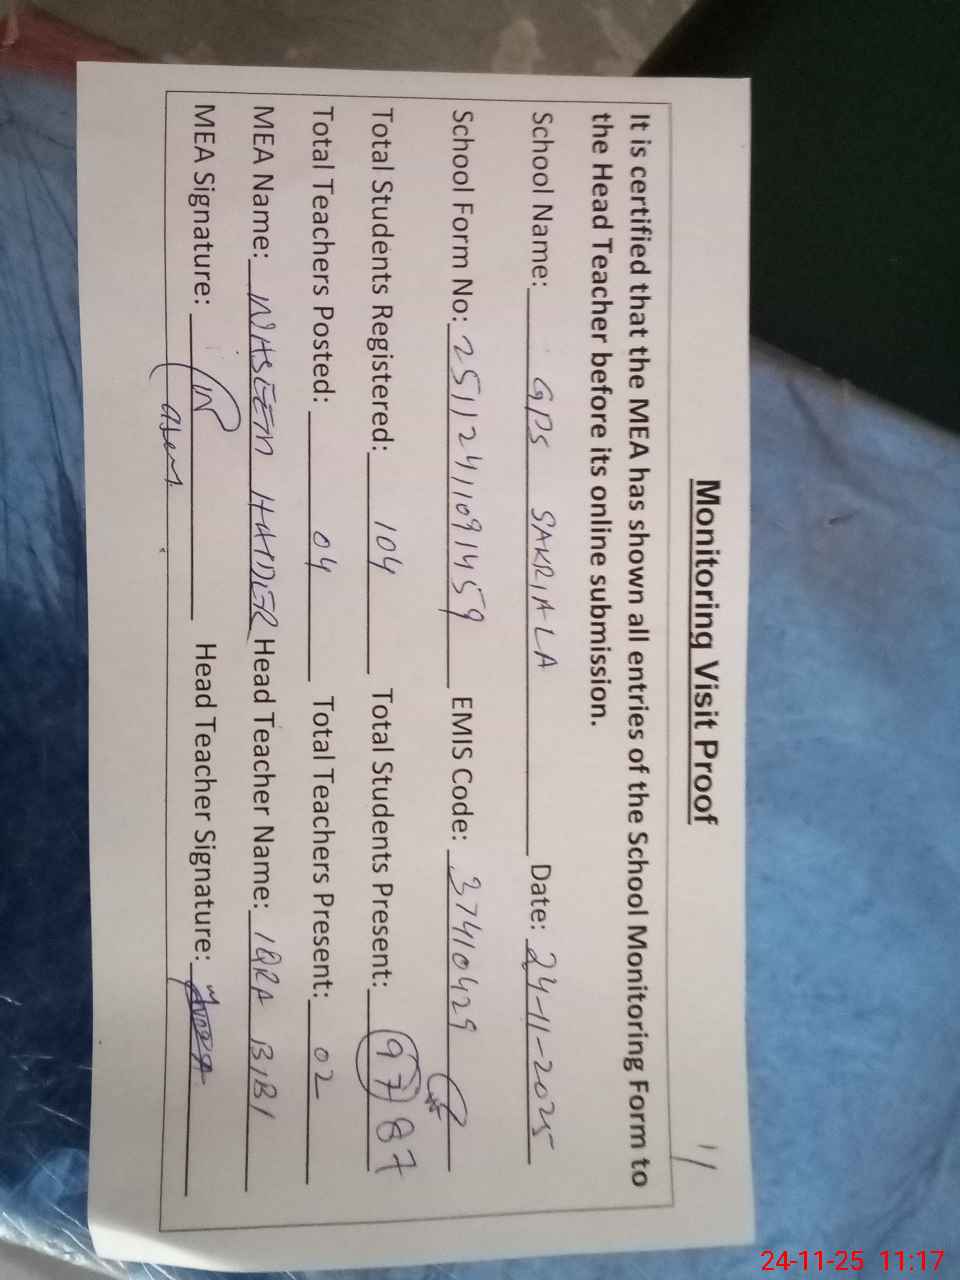 11
Monitoring Visit Proof
It is certified that the MEA has shown all entries of the School Monitoring Form to
the Head Teacher before its online submission.
School Name: GPS SAKRIALA Date: 24-11-2025
School Form No: 25112411091459 EMIS Code: 37410429
Total Students Registered: 104 Total Students Present: 97 87
Total Teachers Posted: 04 Total Teachers Present: 02
MEA Name: WASEEM HAIDER Head Teacher Name: IQRA BIBI
MEA Signature: Head Teacher Signature:
24-11-25 11:17